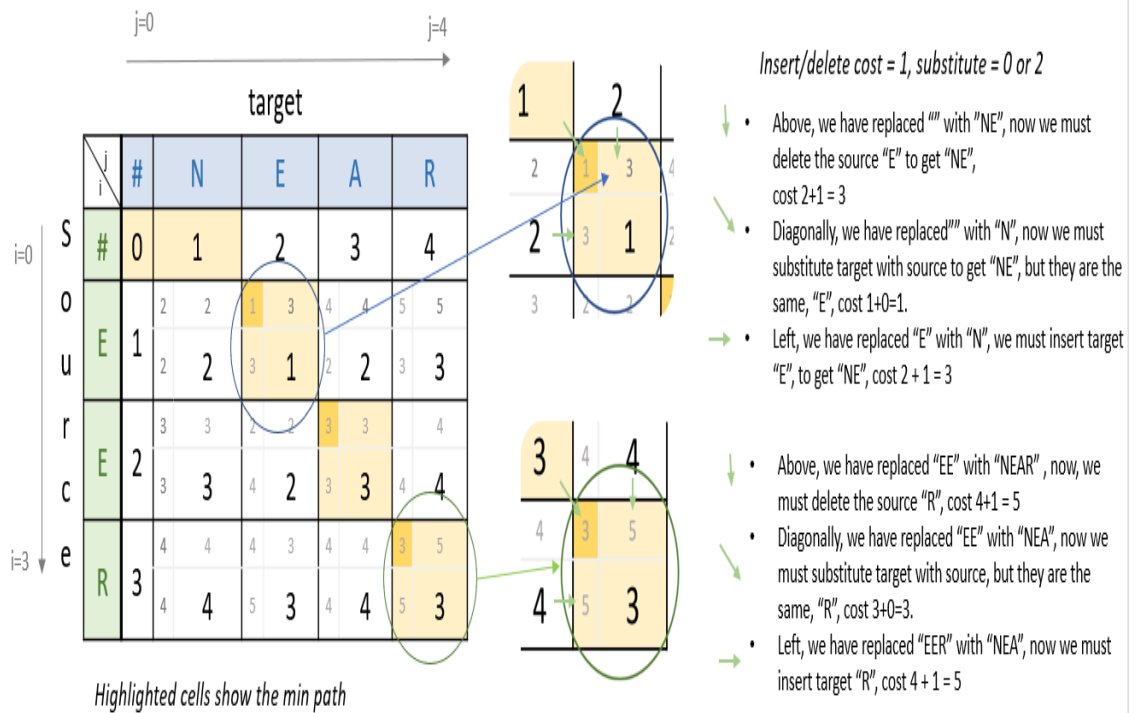 j=0
j=4
target
j
i
# N E A R
S
o
u
r
c
e
i=0
i=3
# 0 1 2 3 4
2 2 1 3 4 4 5 5
E 1
2 2 3 1 2 2 3 3
3 3 2 2 3 3 4
E 2
3 3 4 2 3 3 4 4
4 4 4 3 4 4 3 5
R 3
4 4 5 3 4 4 5 3
Highlighted cells show the min path
1 2
2 1 3 4
2 3 1 2
3 2 2
3 4 4
4 3 5
4 5 3
Insert/delete cost = 1, substitute = 0 or 2
• Above, we have replaced “” with ”NE”, now we must
delete the source “E” to get “NE”,
cost 2+1 = 3
• Diagonally, we have replaced”” with “N”, now we must
substitute target with source to get “NE”, but they are the
same, “E”, cost 1+0=1.
• Left, we have replaced “E” with “N”, we must insert target
“E”, to get “NE”, cost 2 + 1 = 3
• Above, we have replaced “EE” with “NEAR” , now, we
must delete the source “R”, cost 4+1 = 5
• Diagonally, we have replaced “EE” with “NEA”, now we
must substitute target with source, but they are the
same, “R”, cost 3+0=3.
• Left, we have replaced “EER” with “NEA”, now we must
insert target “R”, cost 4 + 1 = 5